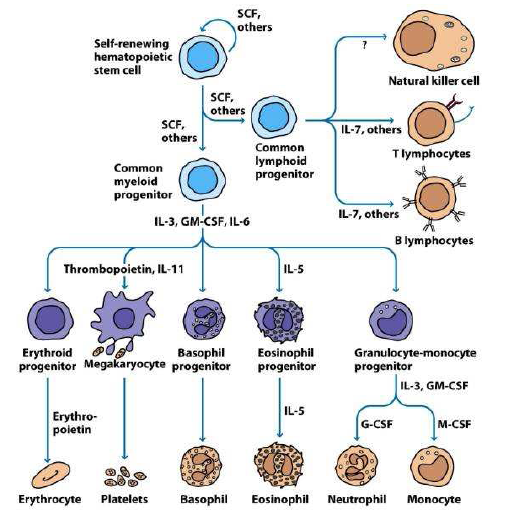 SCF,
others
Self-renewing
hematopoietic
stem cell
?
Natural killer cell
SCF,
others
SCF,
others
Common
lymphoid
progenitor
IL-7, others
T lymphocytes
Common
myeloid
progenitor
IL-7, others
B lymphocytes
IL-3, GM-CSF, IL-6
Thrombopoietin, IL-11
IL-5
Erythroid
progenitor
Megakaryocyte
Basophil
progenitor
Eosinophil
progenitor
Granulocyte-monocyte
progenitor
IL-3, GM-CSF
Erythro-
poietin
IL-5
G-CSF
M-CSF
Erythrocyte
Platelets
Basophil
Eosinophil
Neutrophil
Monocyte